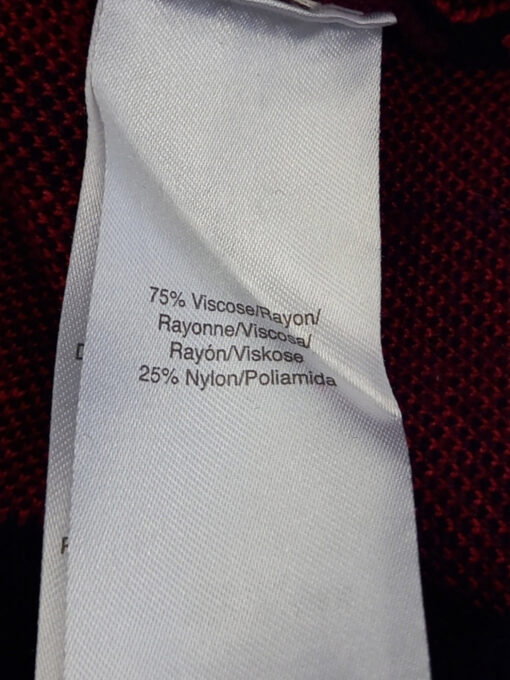 75% Viscose/Rayon/
Rayonne/Viscosa/
Rayón/Viskose
25% Nylon/Poliamida